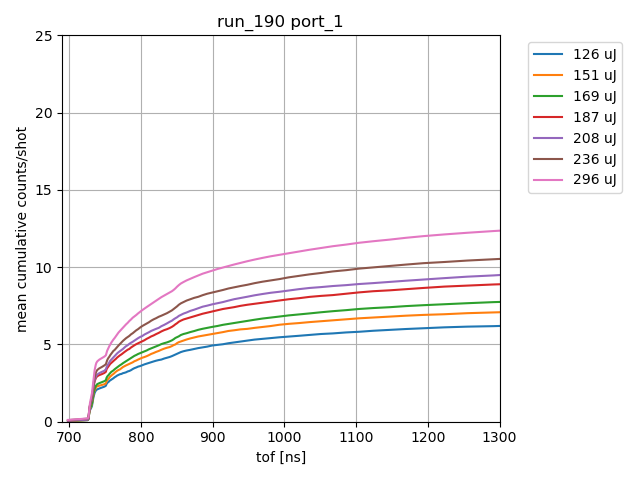 run_190 port_1
25
20
15
10
5
0
mean cumulative counts/shot
700 800 900 1000 1100 1200 1300
tof [ns]
126 uJ
151 uJ
169 uJ
187 uJ
208 uJ
236 uJ
296 uJ